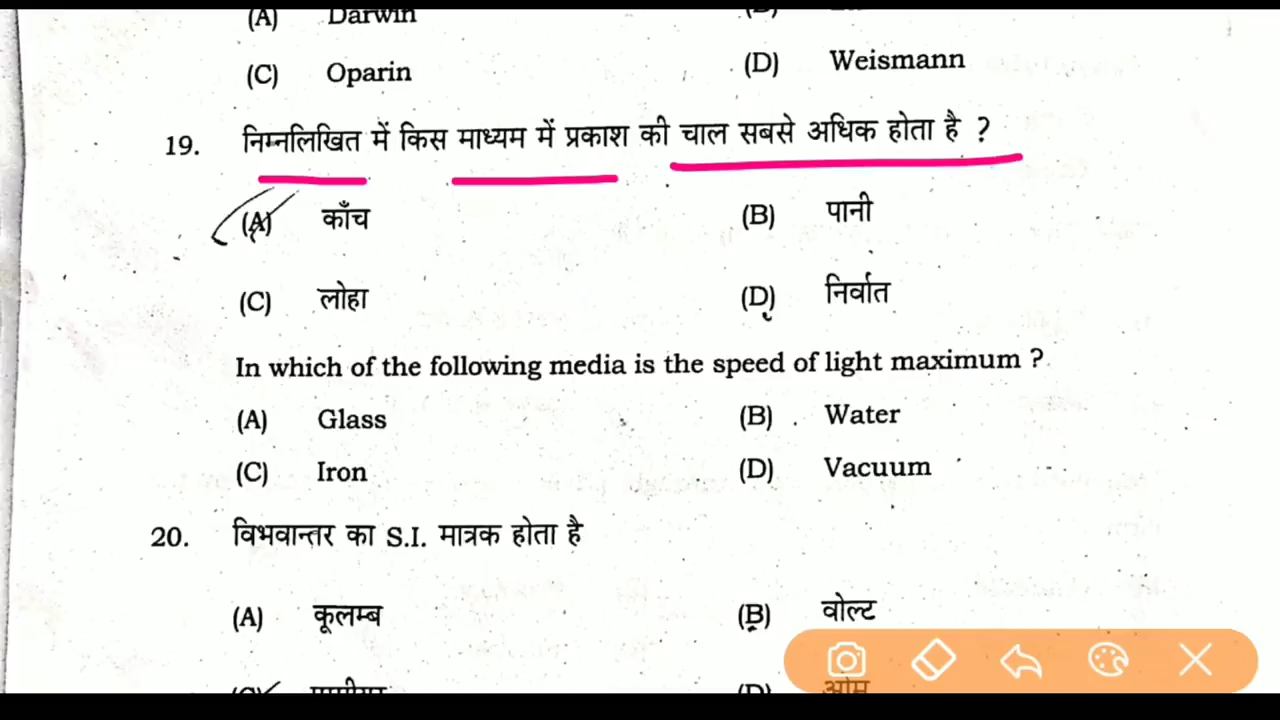 (A) Darwin
(C) Oparin (D) Weismann
19. निम्नलिखित में किस माध्यम में प्रकाश की चाल सबसे अधिक होता है ?
(A) काँच (B) पानी
(C) लोहा (D) निर्वात
In which of the following media is the speed of light maximum ?
(A) Glass (B) Water
(C) Iron (D) Vacuum
20. विभवान्तर का S.I. मात्रक होता है
(A) कूलम्ब (B) वोल्ट
(D) ओम